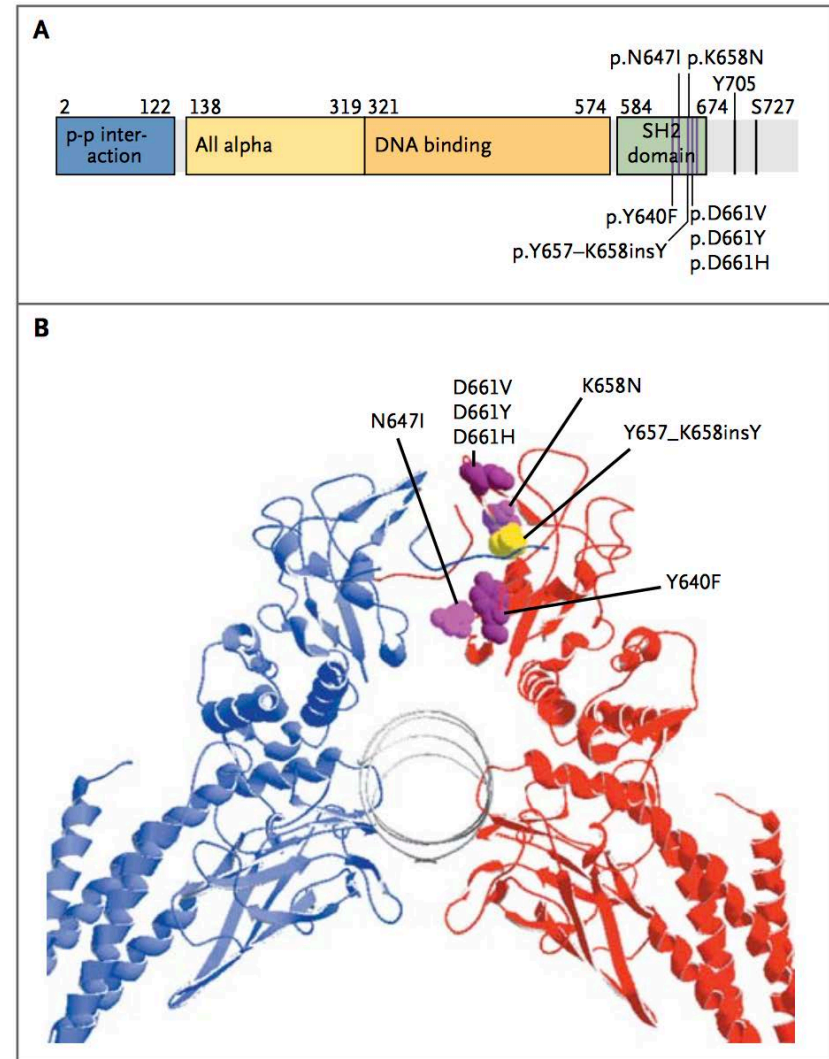 A
p.N647I p.K658N
Y705
2 122 138 319 321 574 584 674 S727
p-p inter-
action
All alpha
DNA binding
SH2
domain
p.Y640F
p.D661V
p.Y657–K658insY
p.D661Y
p.D661H
B
D661V
D661Y
D661H
K658N
N647I
Y657_K658insY
Y640F